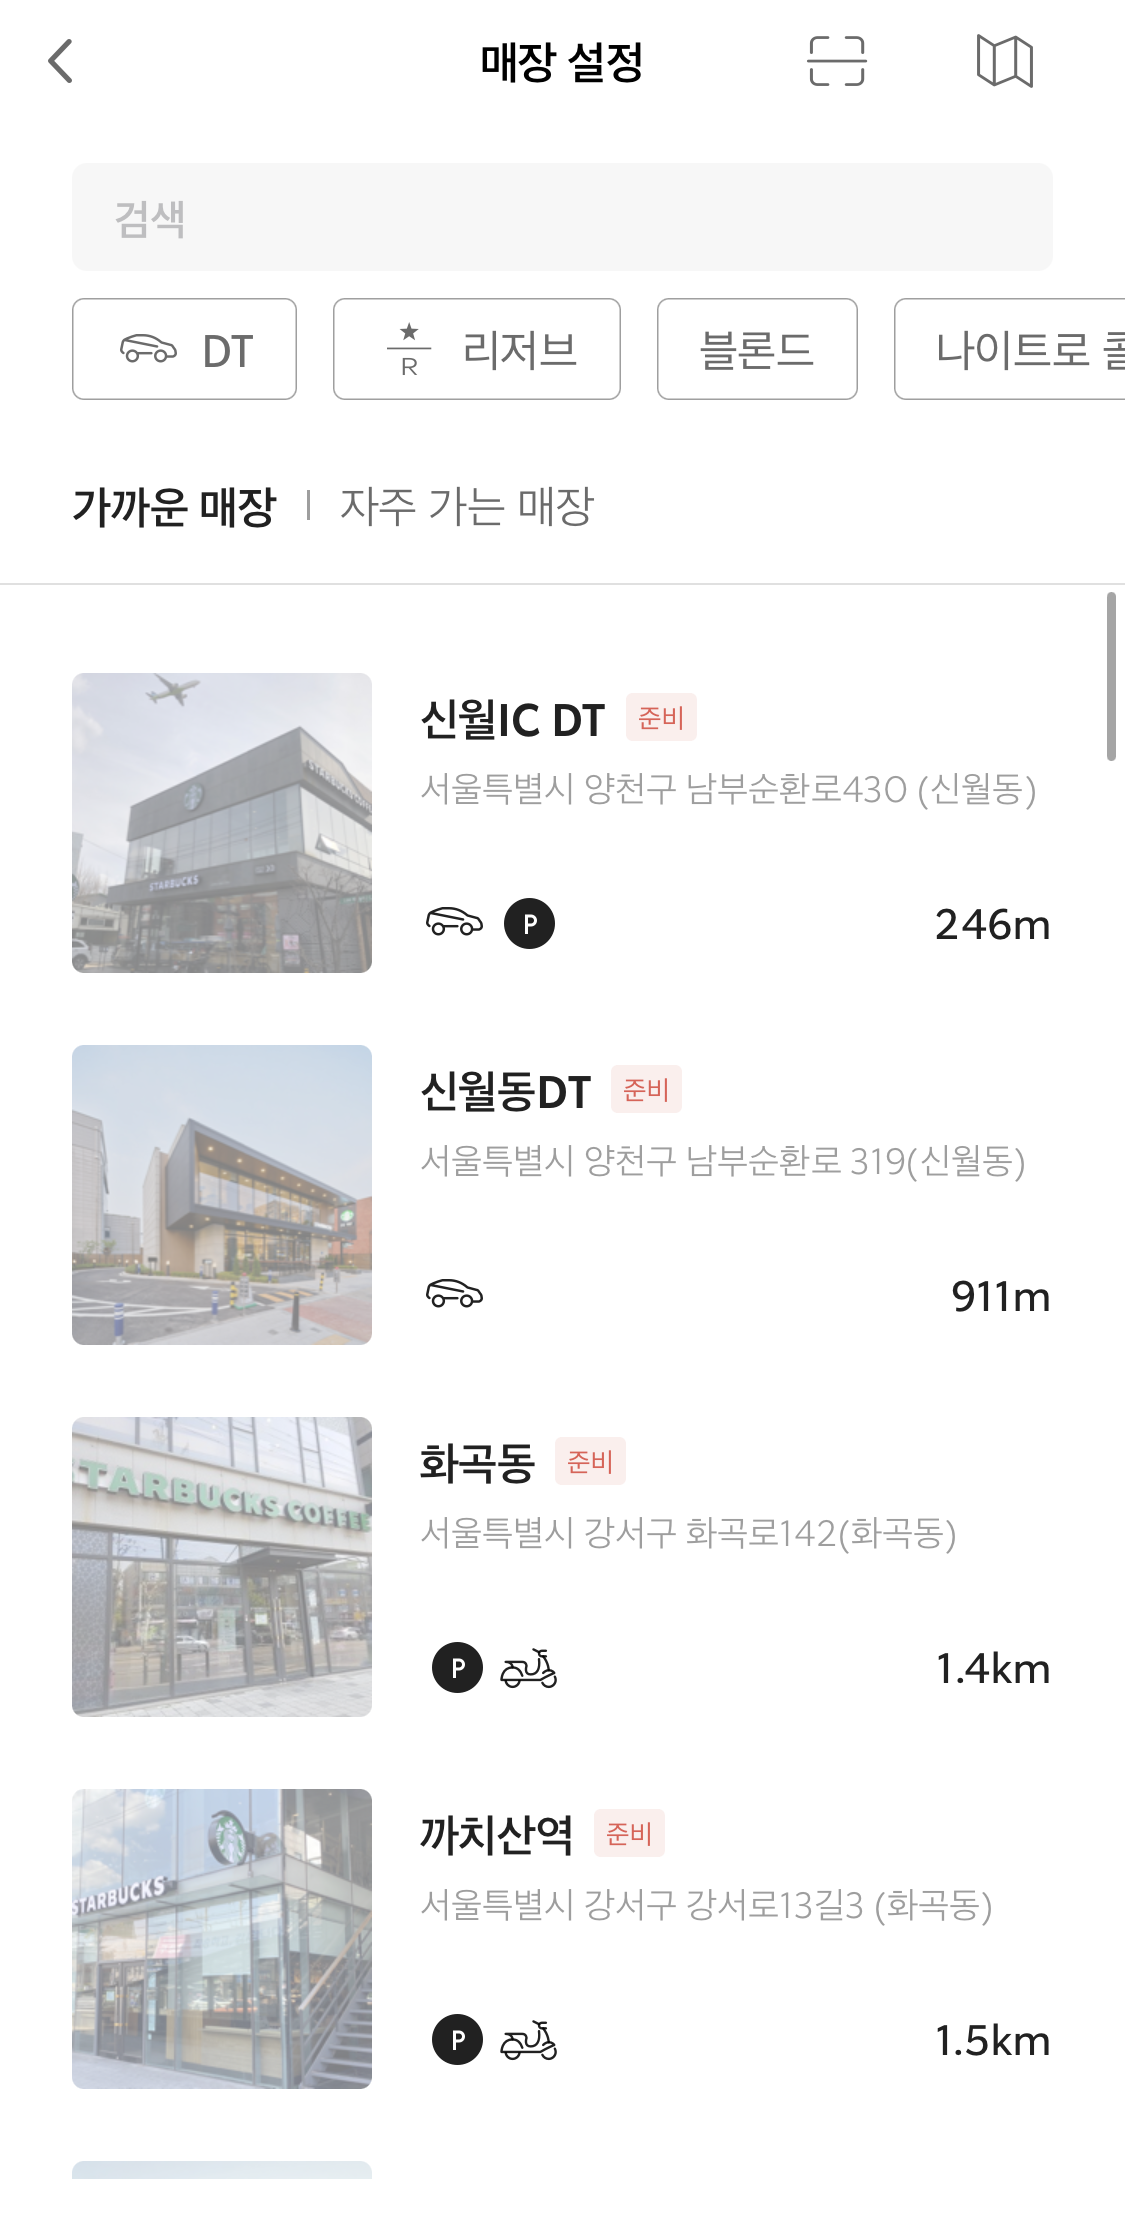 매장 설정
검색
DT
★
R
리저브
블론드
나이트로 콜
가까운 매장 | 자주 가는 매장
신월IC DT 준비
서울특별시 양천구 남부순환로430 (신월동)
P
246m
STARBUCKS
신월동DT 준비
서울특별시 양천구 남부순환로 319(신월동)
911m
화곡동 준비
서울특별시 강서구 화곡로142(화곡동)
P
1.4km
TARBUCKS COFFEE
까치산역 준비
서울특별시 강서구 강서로13길3 (화곡동)
P
1.5km
STARBUCKS